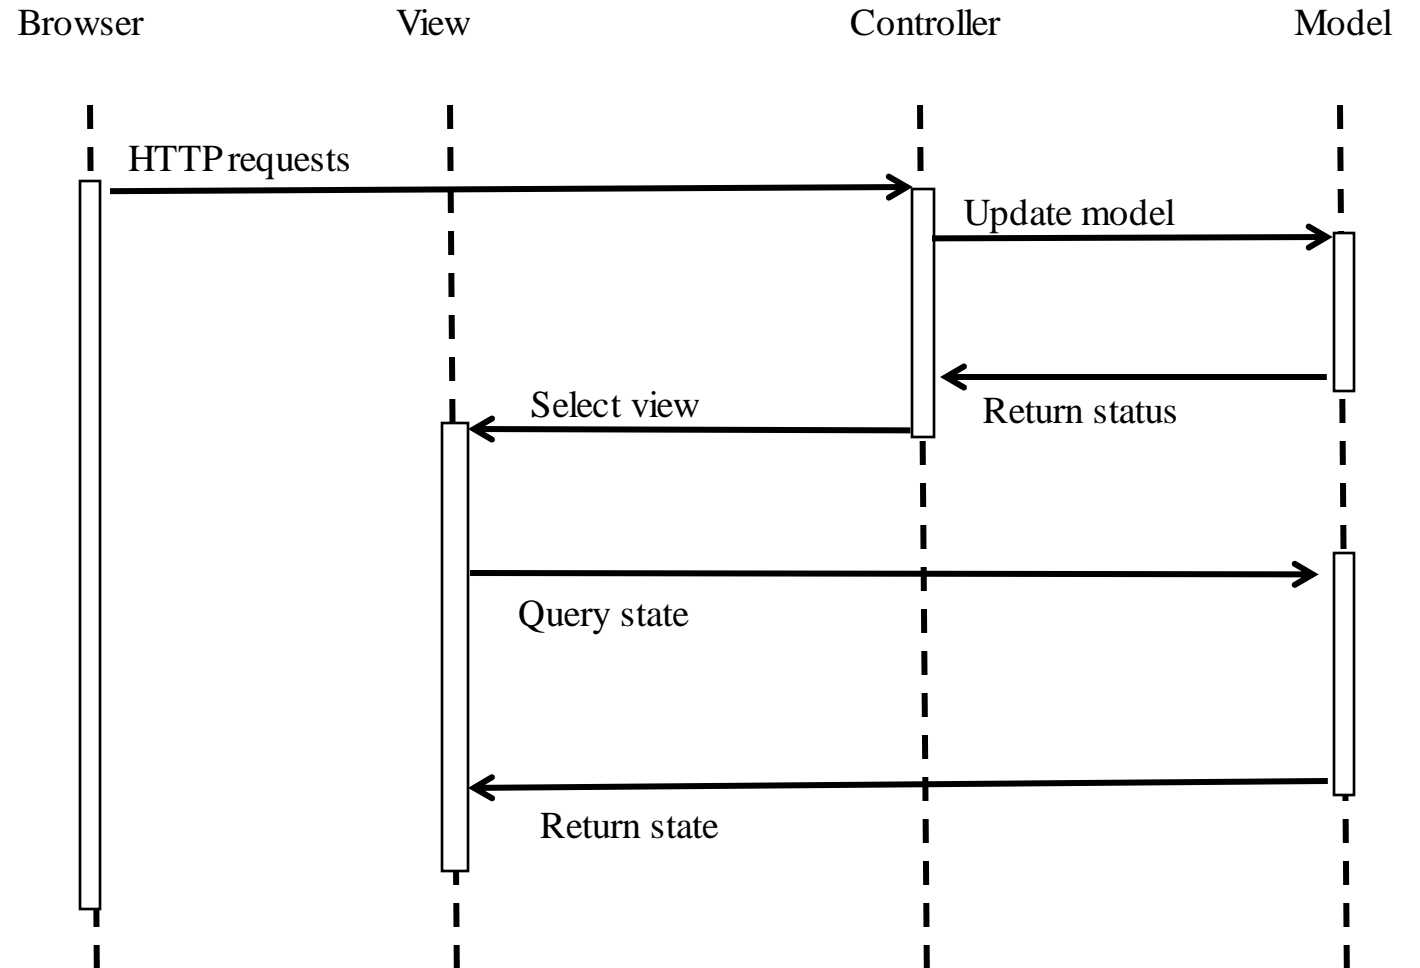 Browser View Controller Model
HTTP requests
Update model
Select view
Return status
Query state
Return state